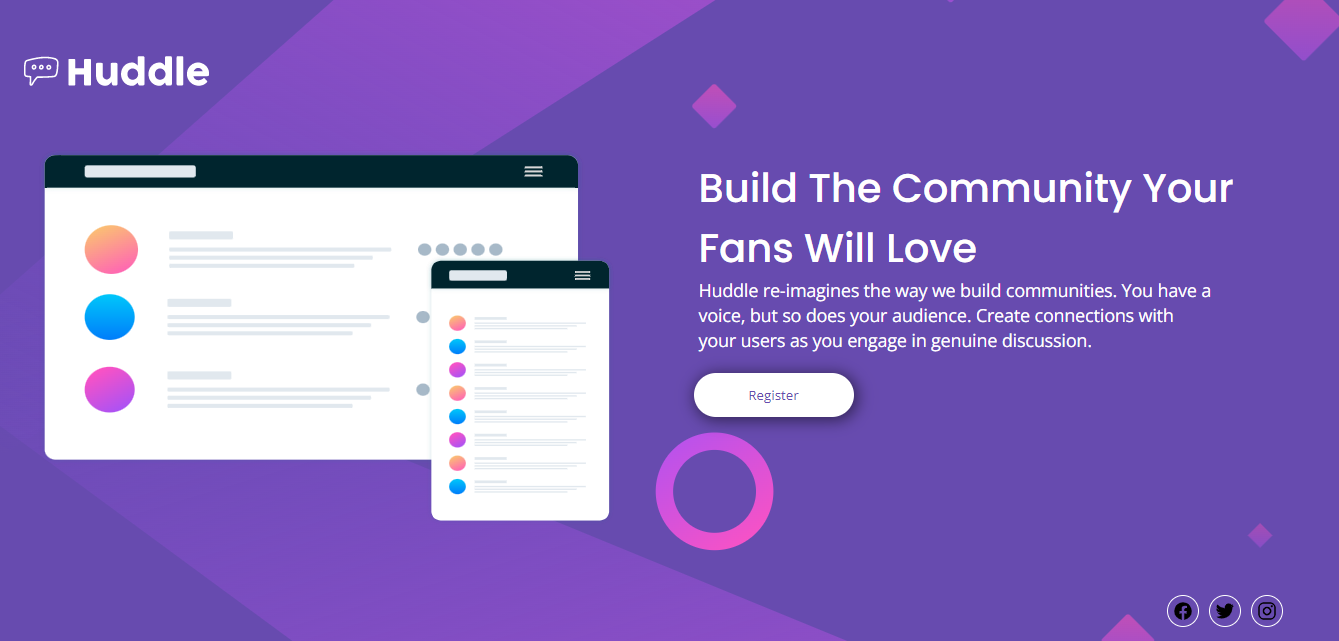 Huddle
Build The Community Your
Fans Will Love
Huddle re-imagines the way we build communities. You have a
voice, but so does your audience. Create connections with
your users as you engage in genuine discussion.
Register